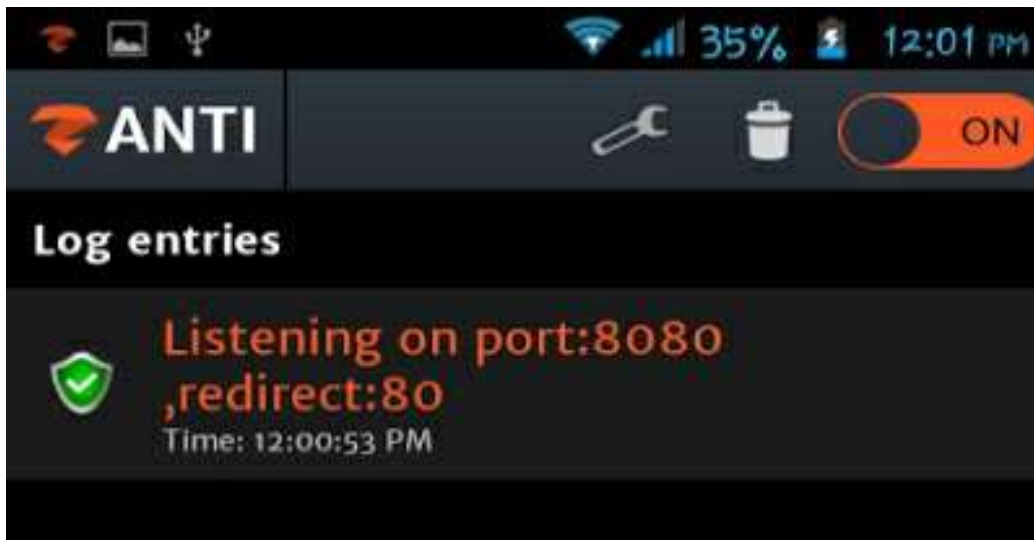 35% 12:01 PM
ANTI ON
Log entries
Listening on port:8080
,redirect:80
Time: 12:00:53 PM